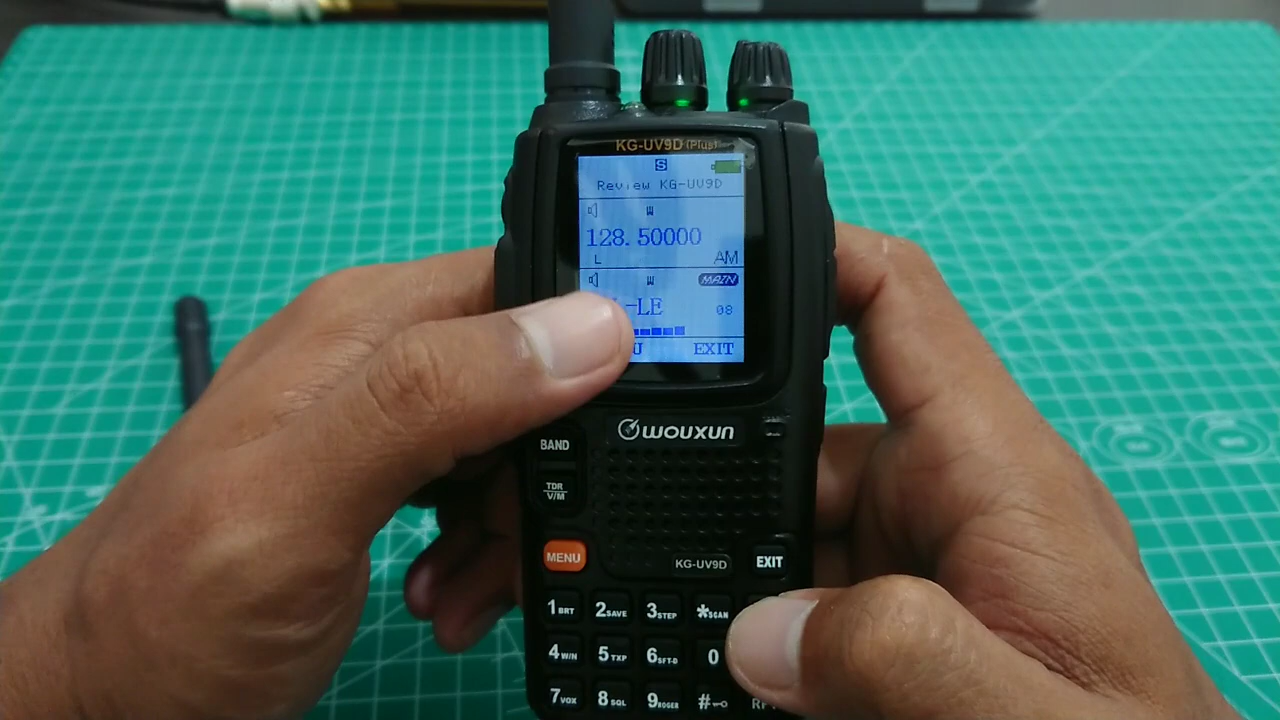 KG-UV9D (Plus)
S
Review KG-UV9D
W
128.50000
L AM
W MAIN
-LE 08
U EXIT
WOUXUN
BAND
TDR
V/M
MENU
KG-UV9D
EXIT
1BRT 2SAVE 3STEP *SCAN
4W/N 5TXP 6SFT-D 0
7VOX 8SQL 9ROGER #